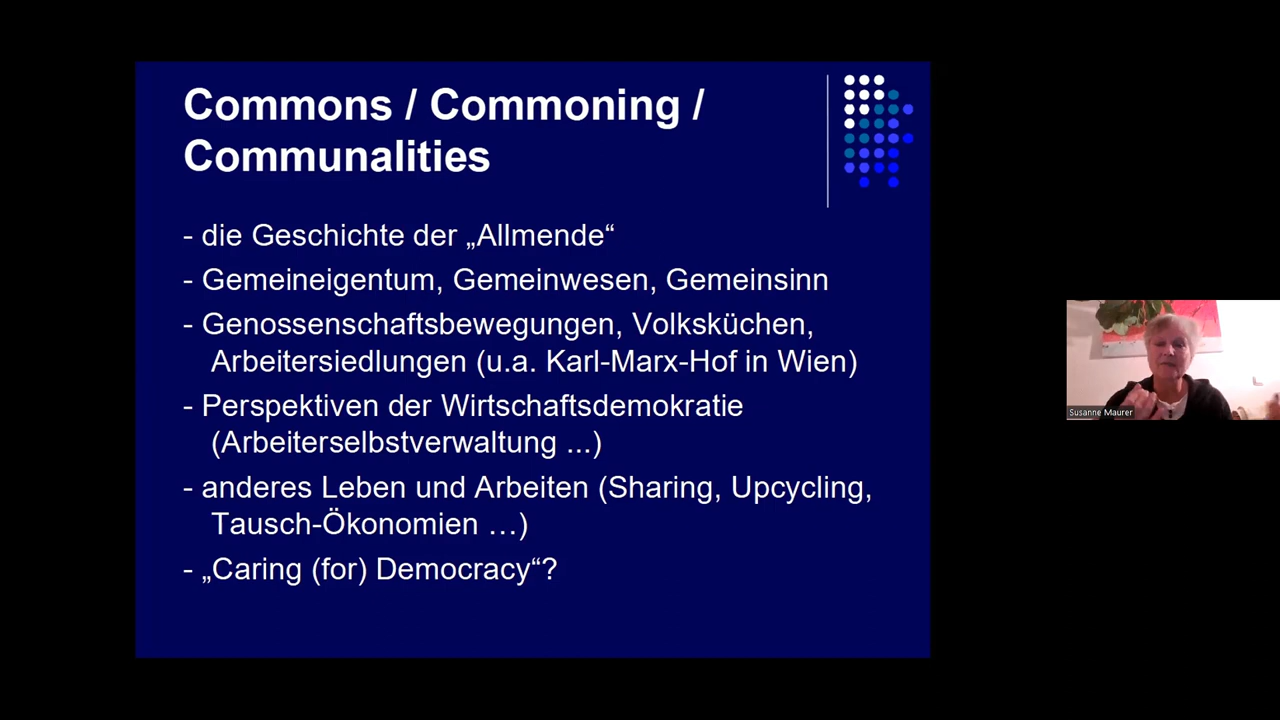 Commons / Commoning /
Communalities
- die Geschichte der „Allmende“
- Gemeineigentum, Gemeinwesen, Gemeinsinn
- Genossenschaftsbewegungen, Volksküchen,
Arbeitersiedlungen (u.a. Karl-Marx-Hof in Wien)
- Perspektiven der Wirtschaftsdemokratie
(Arbeiterselbstverwaltung ...)
- anderes Leben und Arbeiten (Sharing, Upcycling,
Tausch-Ökonomien …)
- „Caring (for) Democracy“?
Susanne Maurer